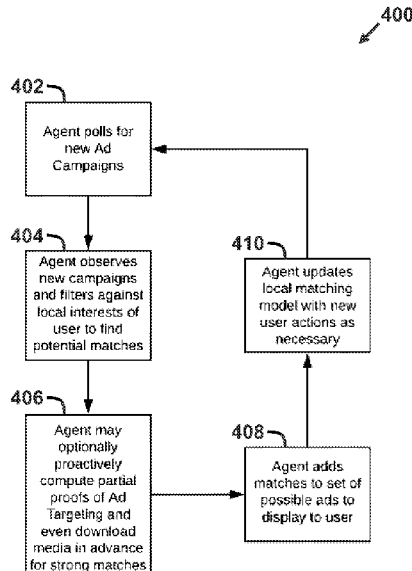 400
402
Agent polls for
new Ad
Campaigns
404
Agent observes
new campaigns
and filters against
local interests of
user to find
potential matches
406
Agent may
optionally
proactively
compute partial
proofs of Ad
Targeting and
even download
media in advance
for strong matches
408
Agent adds
matches to set of
possible ads to
display to user
410
Agent updates
local matching
model with new
user actions as
necessary